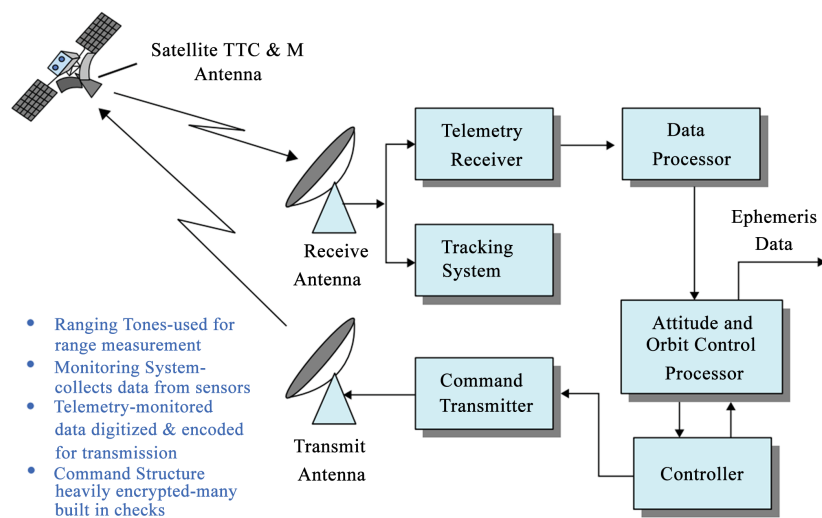 Satellite TTC & M
Antenna
Telemetry
Receiver
Data
Processor
Receive
Antenna
Tracking
System
Ephemeris
Data
Attitude and
Orbit Control
Processor
Command
Transmitter
Transmit
Antenna
Controller
• Ranging Tones-used for
range measurement
• Monitoring System-
collects data from sensors
• Telemetry-monitored
data digitized & encoded
for transmission
• Command Structure
heavily encrypted-many
built in checks